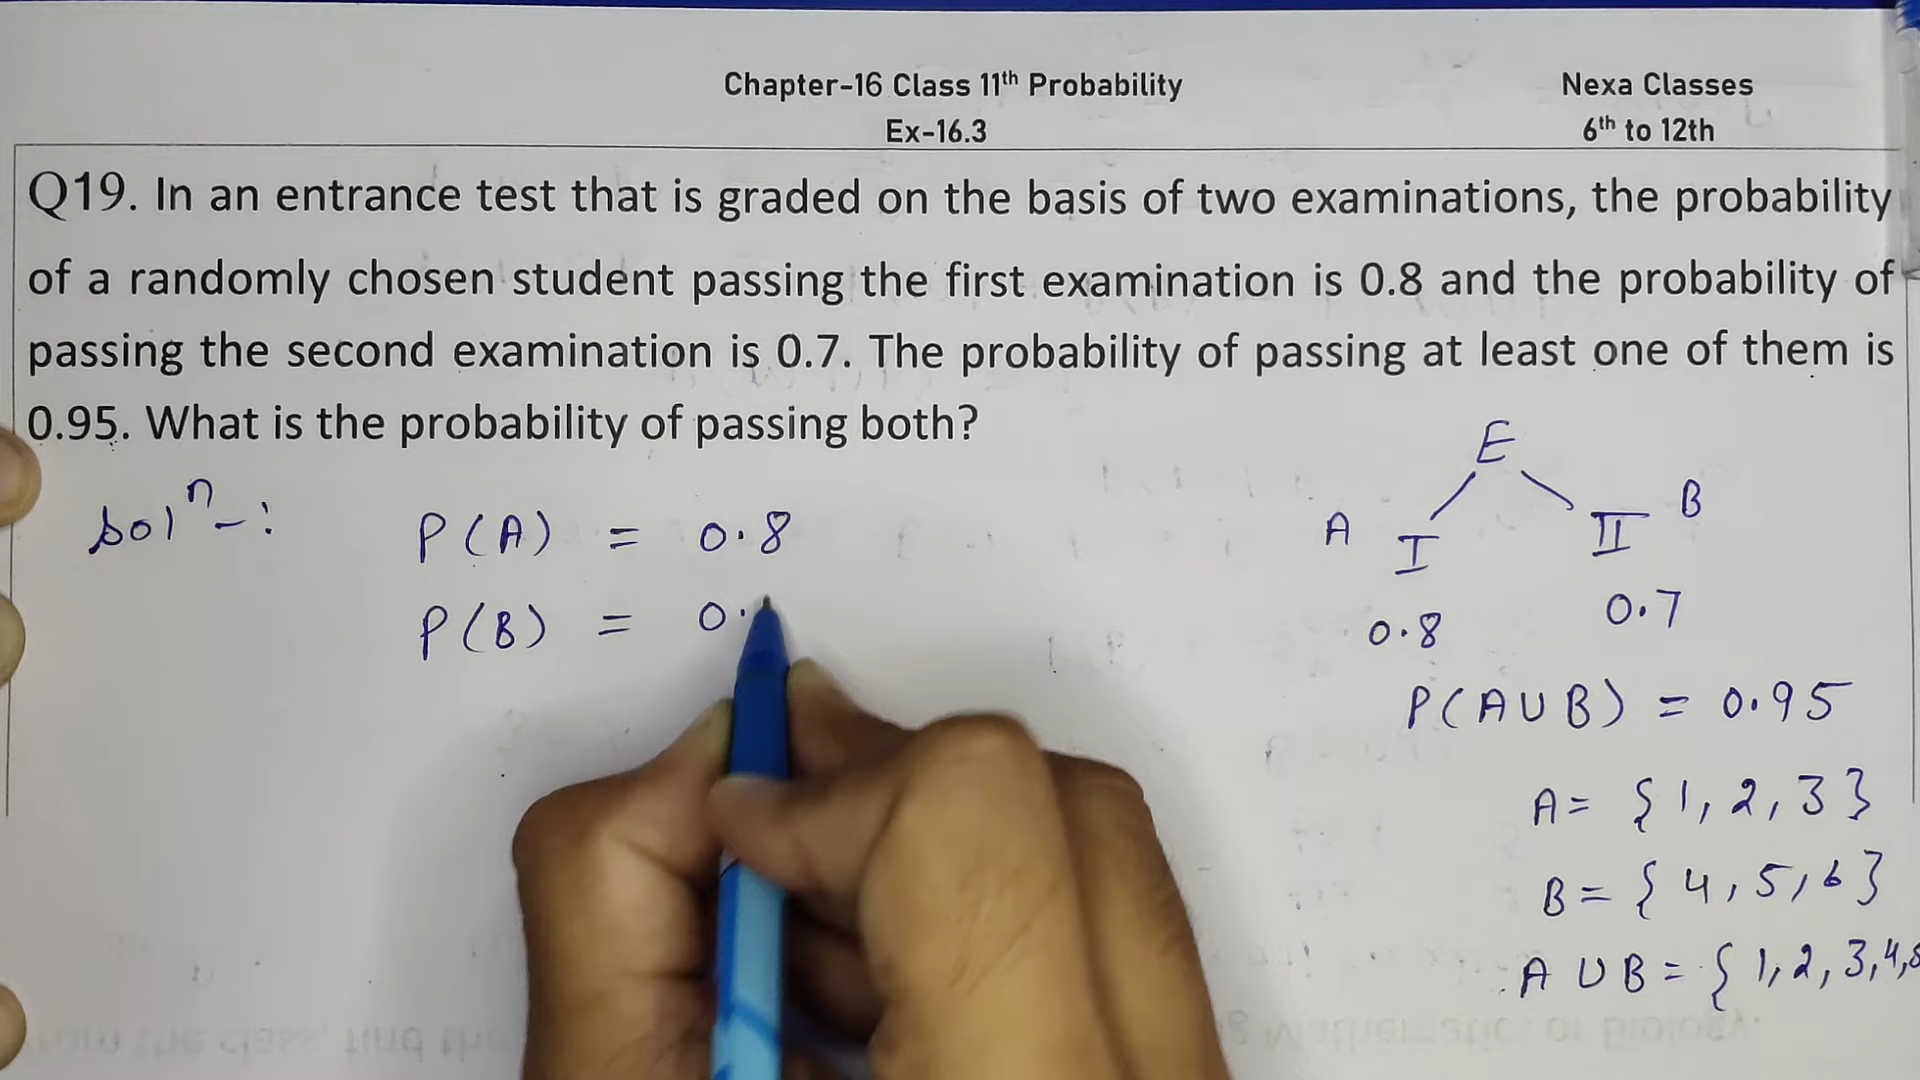 Chapter-16 Class 11th Probability
Ex-16.3
Nexa Classes
6th to 12th
Q19. In an entrance test that is graded on the basis of two examinations, the probability
of a randomly chosen student passing the first examination is 0.8 and the probability of
passing the second examination is 0.7. The probability of passing at least one of them is
0.95. What is the probability of passing both?
Solⁿ-:
P(A) = 0.8
P(B) = 0.
E
A I
II B
0.8
0.7
P(A∪B) = 0.95
A= {1, 2, 3}
B= {4, 5, 6}
A ∪ B = {1, 2, 3, 4,